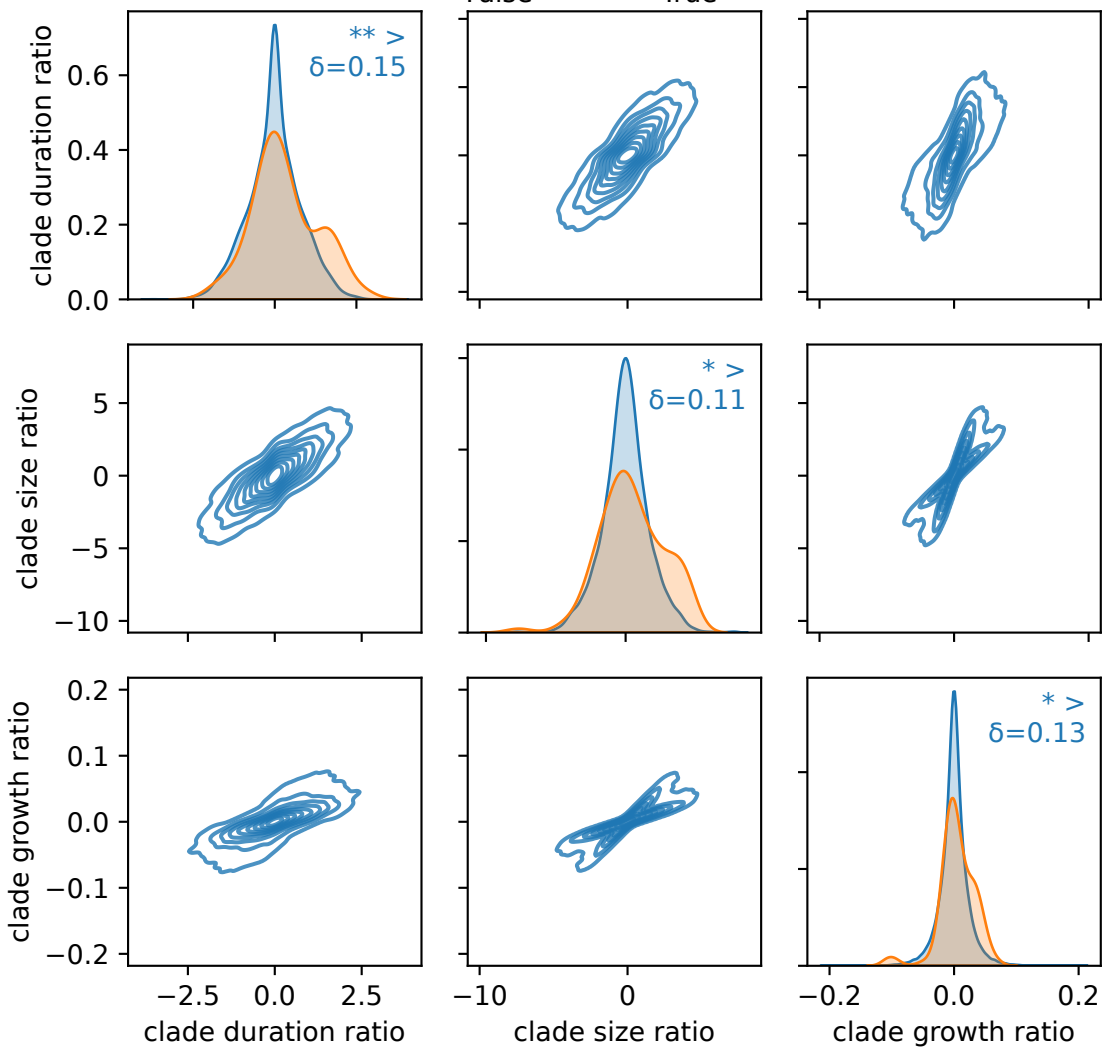 clade duration ratio
0.6
0.4
0.2
0.0
** >
δ=0.15
clade size ratio
5
0
−5
−10
* >
δ=0.11
clade growth ratio
0.2
0.1
0.0
−0.1
−0.2
* >
δ=0.13
−2.5 0.0 2.5
−10 0
−0.2 0.0 0.2
clade duration ratio
clade size ratio
clade growth ratio